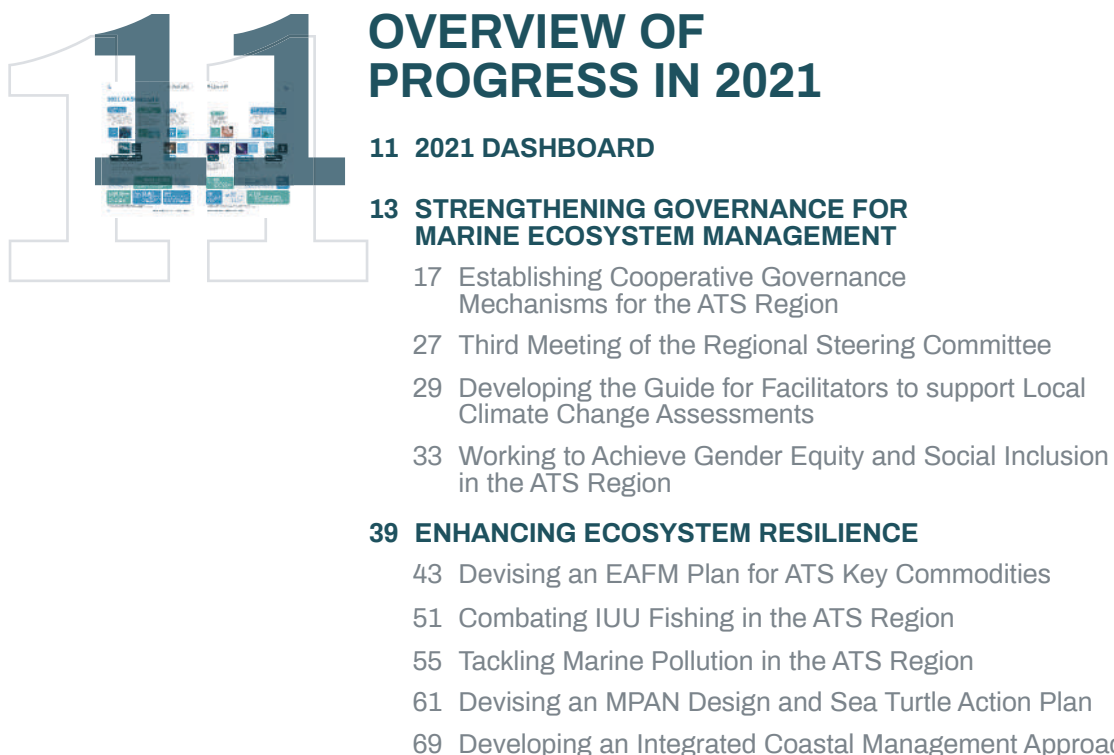 11
OVERVIEW OF
PROGRESS IN 2021
11 2021 DASHBOARD
13 STRENGTHENING GOVERNANCE FOR
MARINE ECOSYSTEM MANAGEMENT
17 Establishing Cooperative Governance
Mechanisms for the ATS Region
27 Third Meeting of the Regional Steering Committee
29 Developing the Guide for Facilitators to support Local
Climate Change Assessments
33 Working to Achieve Gender Equity and Social Inclusion
in the ATS Region
39 ENHANCING ECOSYSTEM RESILIENCE
43 Devising an EAFM Plan for ATS Key Commodities
51 Combating IUU Fishing in the ATS Region
55 Tackling Marine Pollution in the ATS Region
61 Devising an MPAN Design and Sea Turtle Action Plan
69 Developing an Integrated Coastal Management Approac